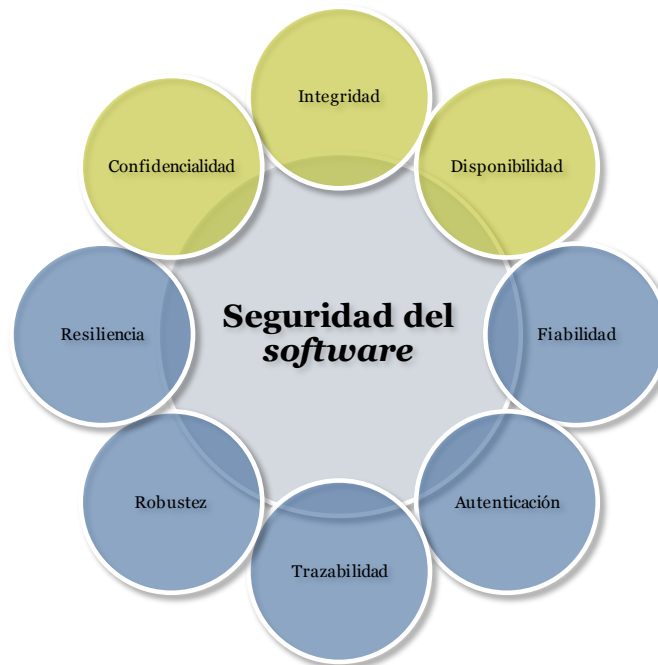 Integridad
Confidencialidad
Disponibilidad
Seguridad del
software
Resiliencia
Fiabilidad
Robustez
Autenticación
Trazabilidad